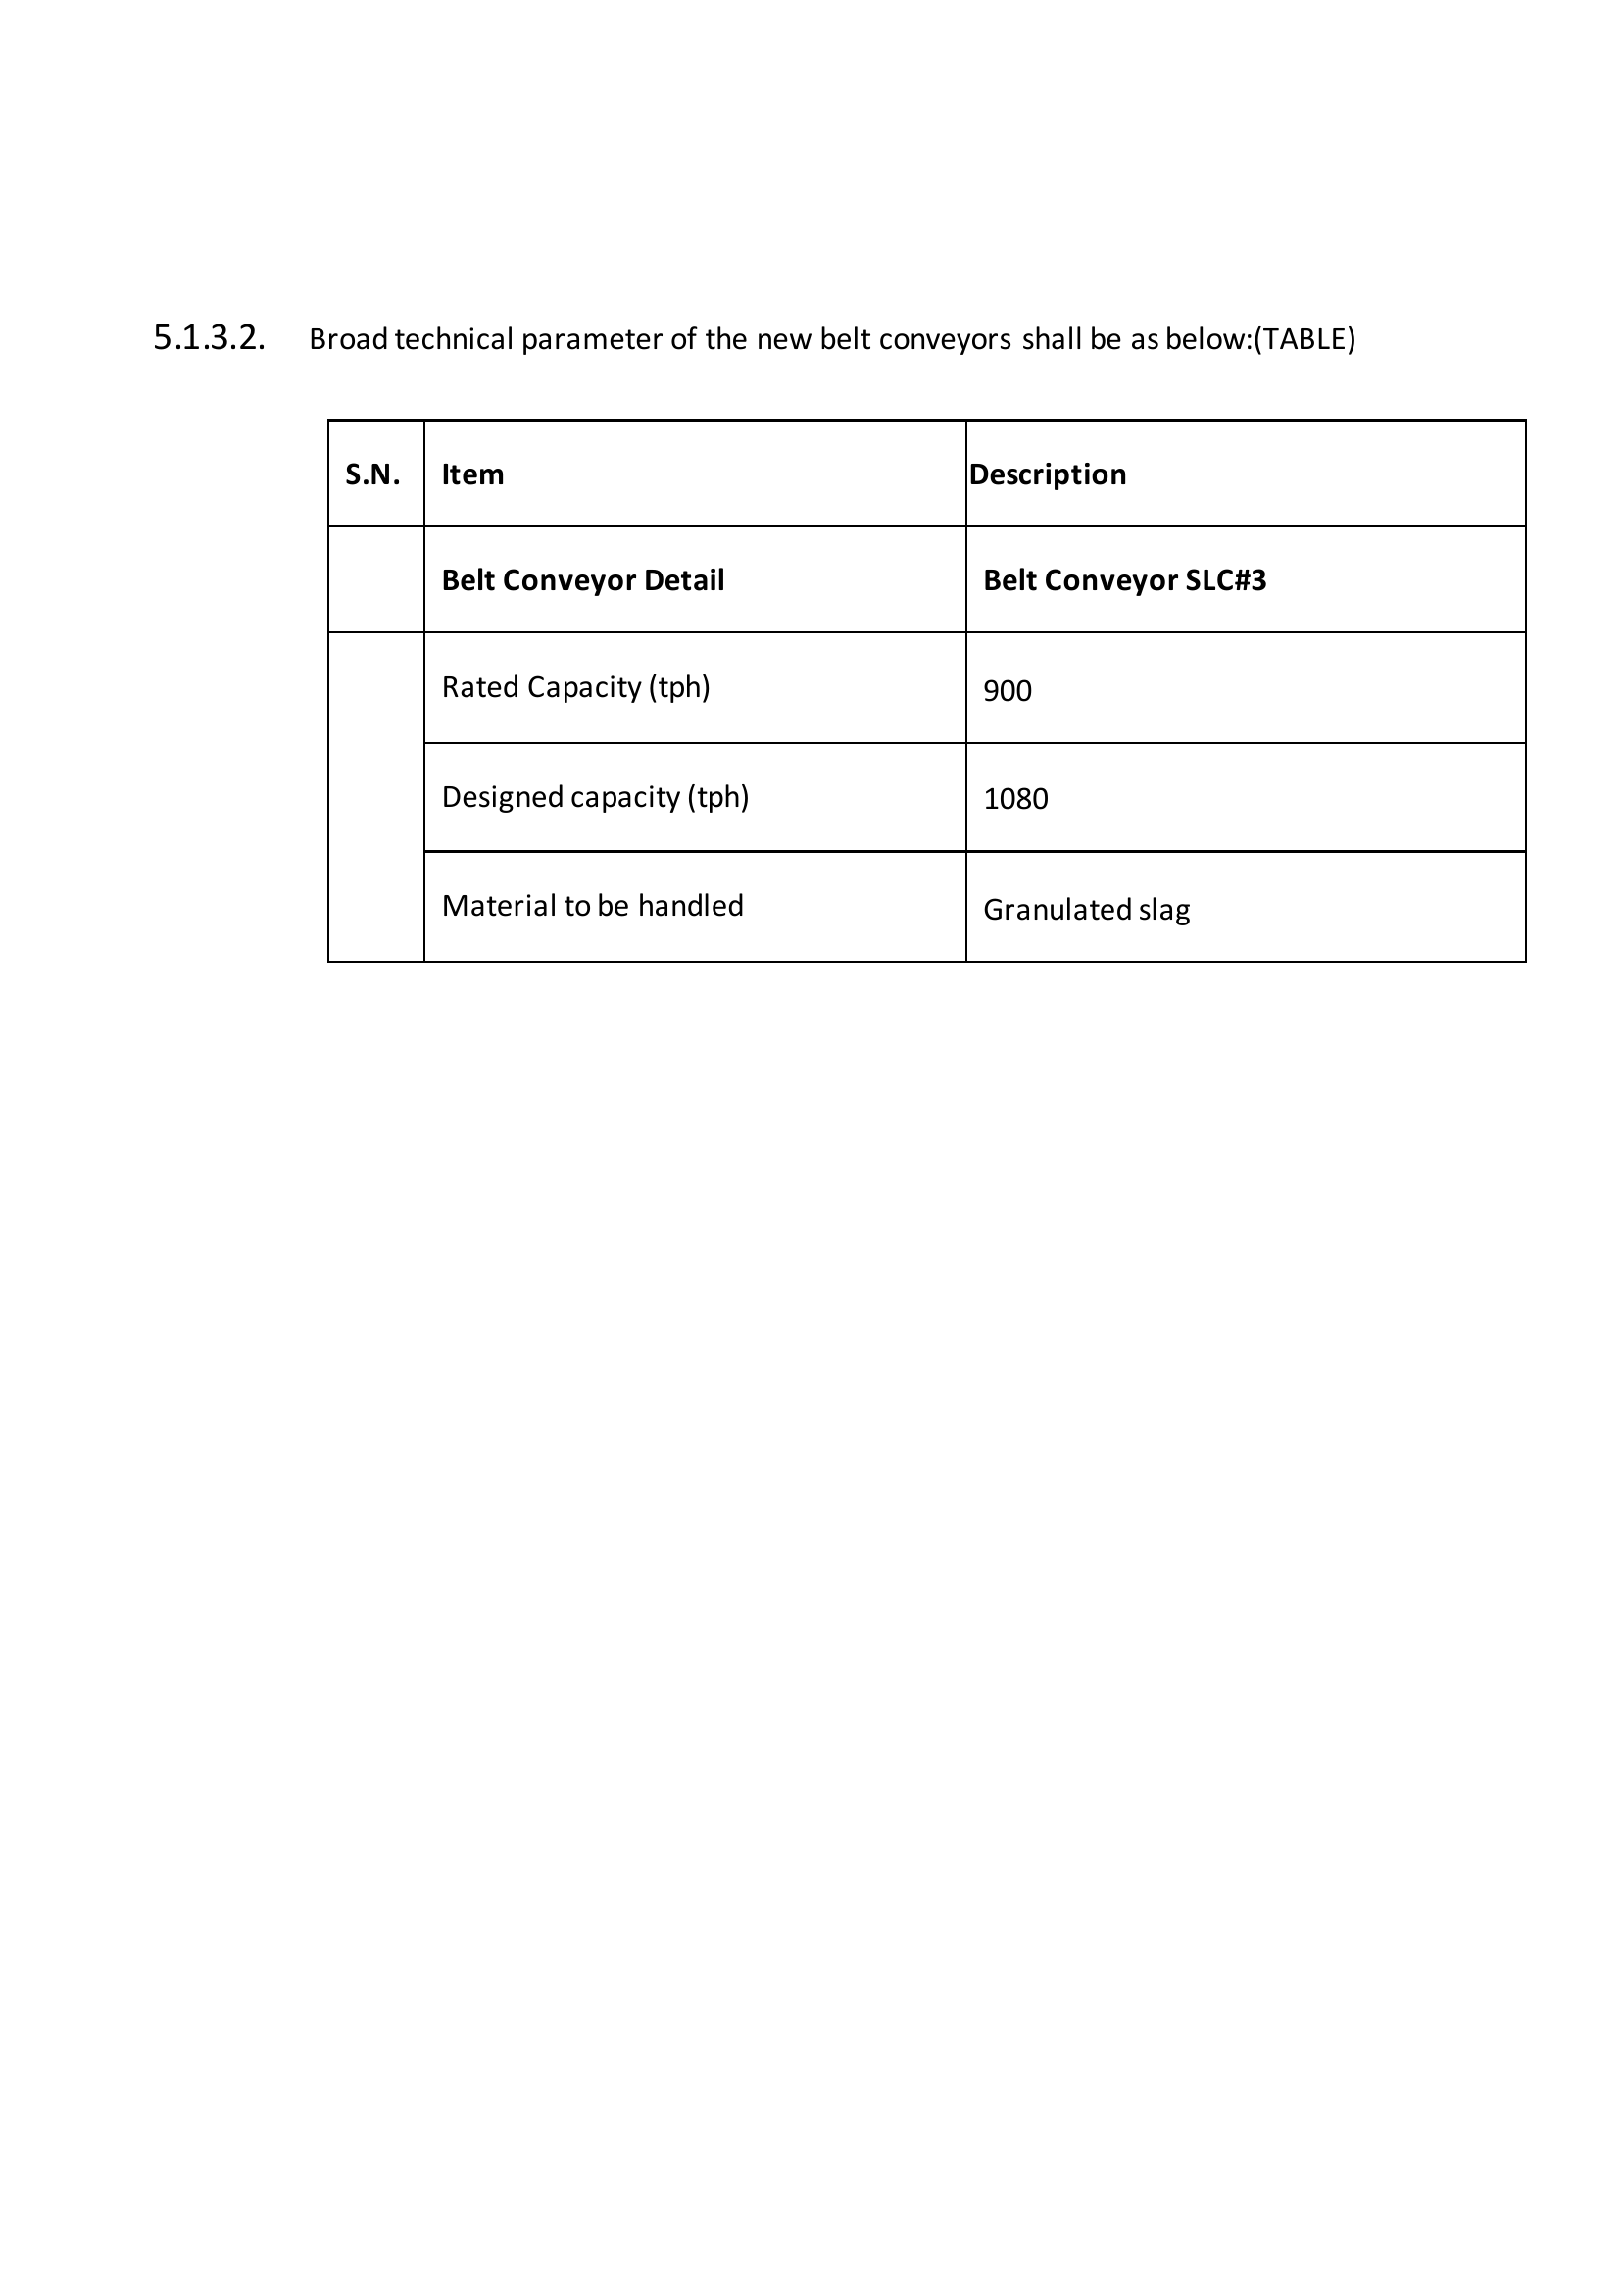 5.1.3.2. Broad technical parameter of the new belt conveyors shall be as below:(TABLE)
S.N. Item Description
Belt Conveyor Detail Belt Conveyor SLC#3
Rated Capacity (tph) 900
Designed capacity (tph) 1080
Material to be handled Granulated slag